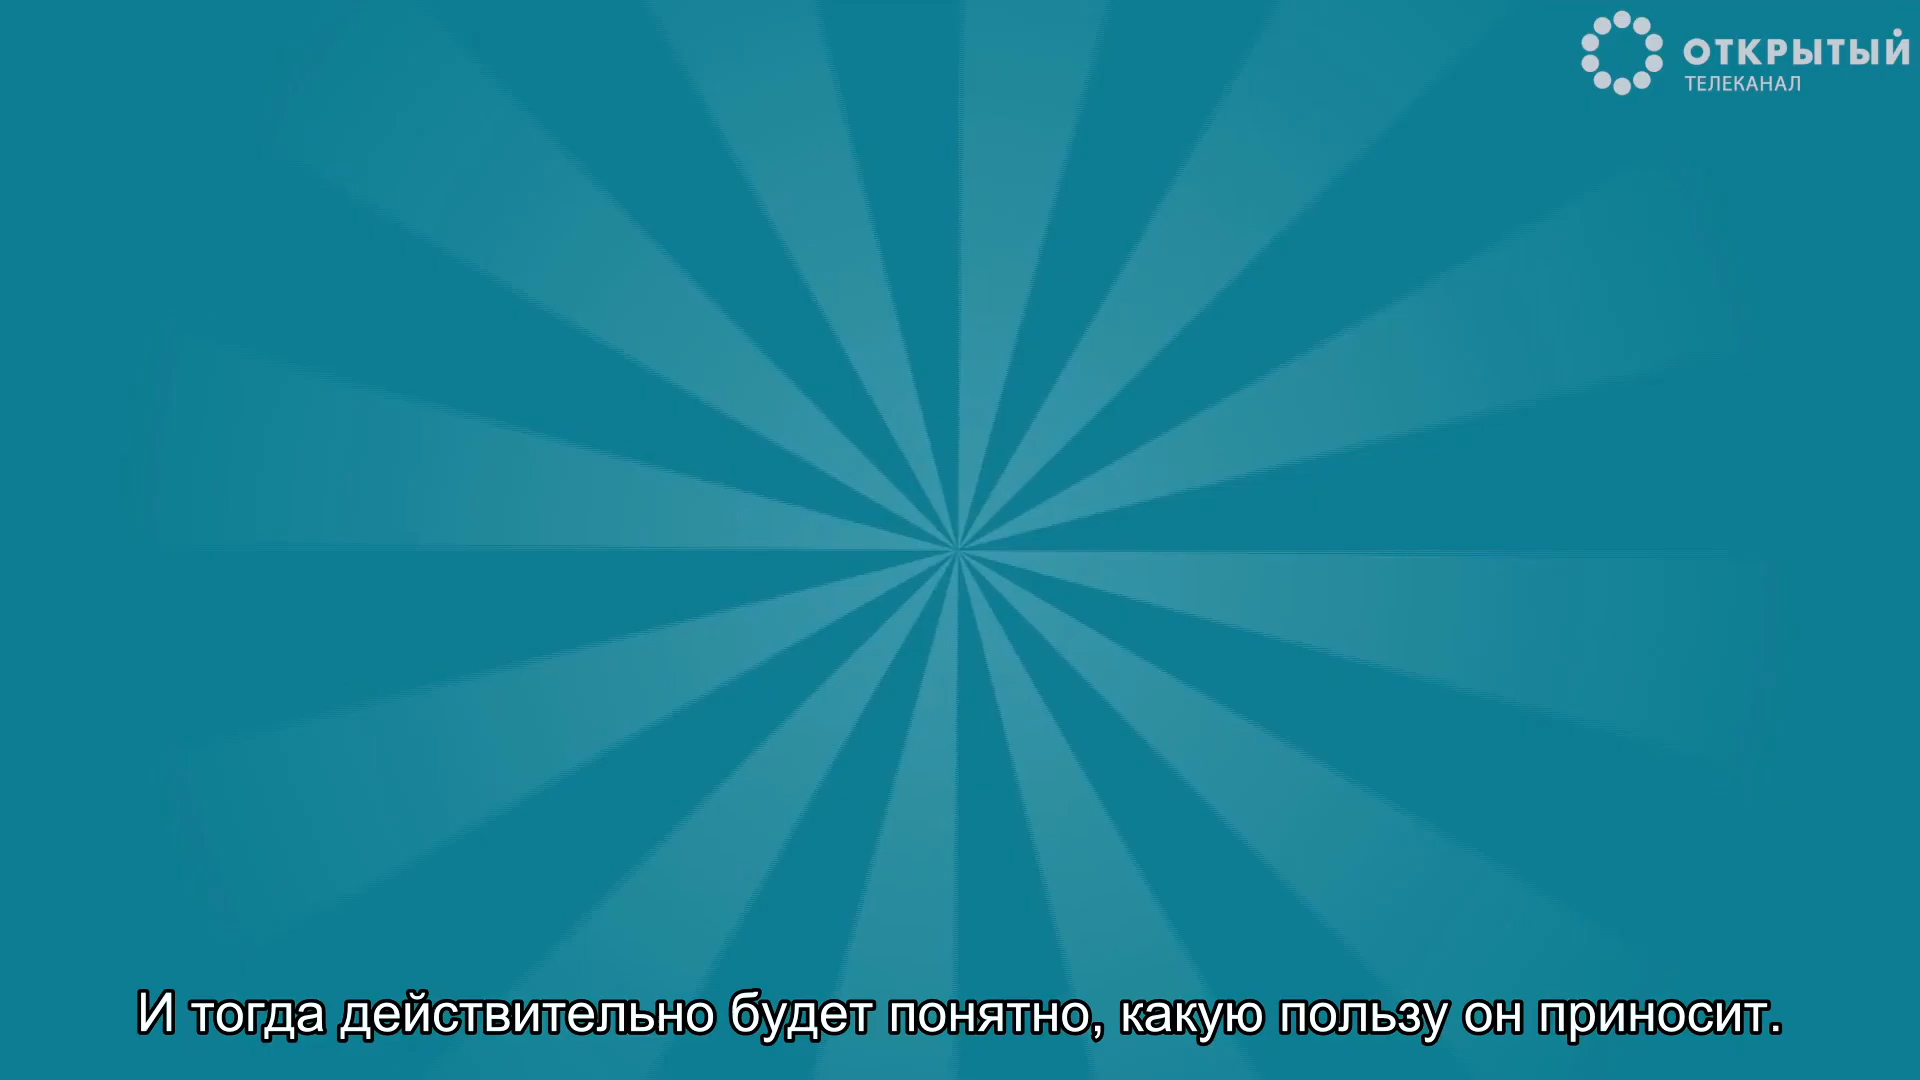 ОТКРЫТЫЙ
ТЕЛЕКАНАЛ
И тогда действительно будет понятно, какую пользу он приносит.